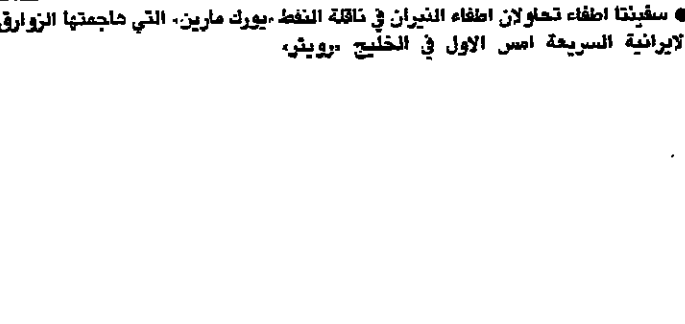 ● سفينتا اطفاء تحاولان اطفاء النيران في ناقلة النفط «يورك مارين» التي هاجمتها الزوارق
لايرانية السريعة امس الاول في الخليج «رويتر»